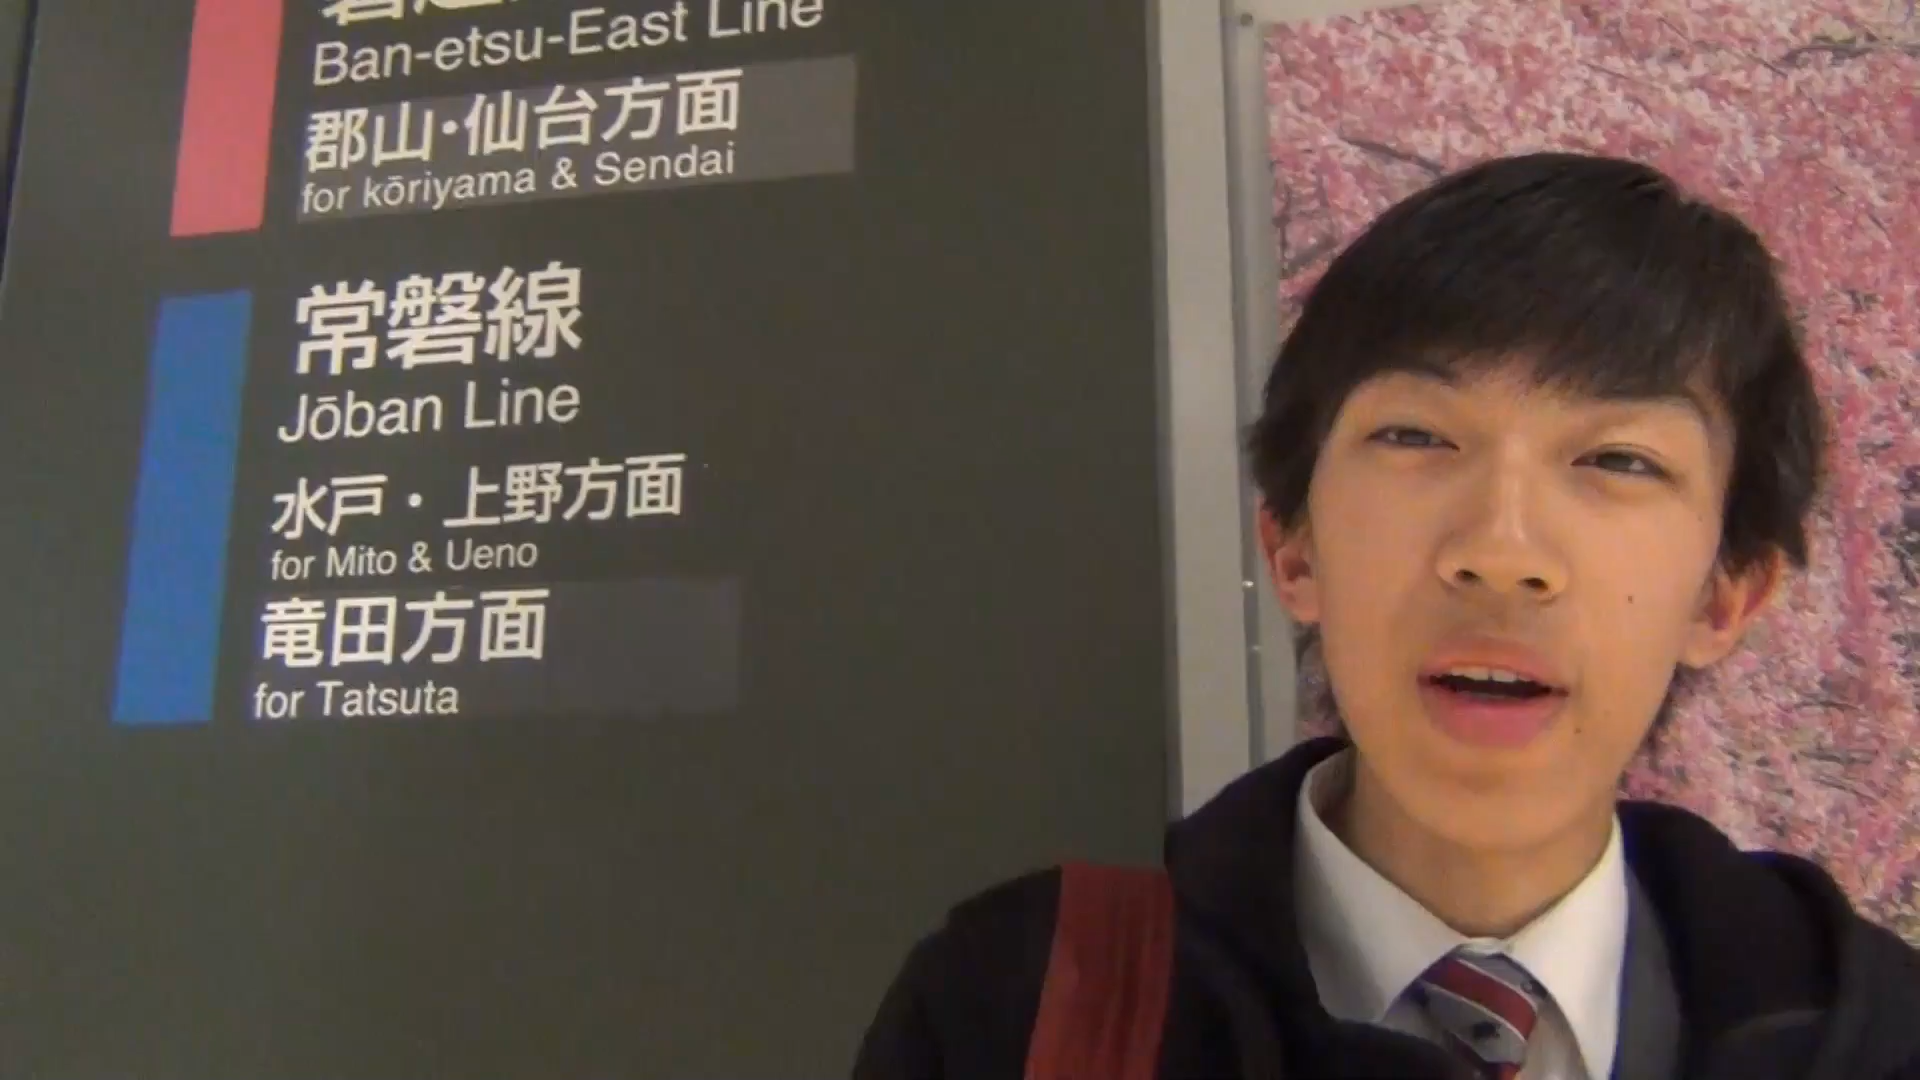 Ban-etsu-East Line
郡山・仙台方面
for kōriyama & Sendai
常磐線
Jōban Line
水戸・上野方面
for Mito & Ueno
竜田方面
for Tatsuta